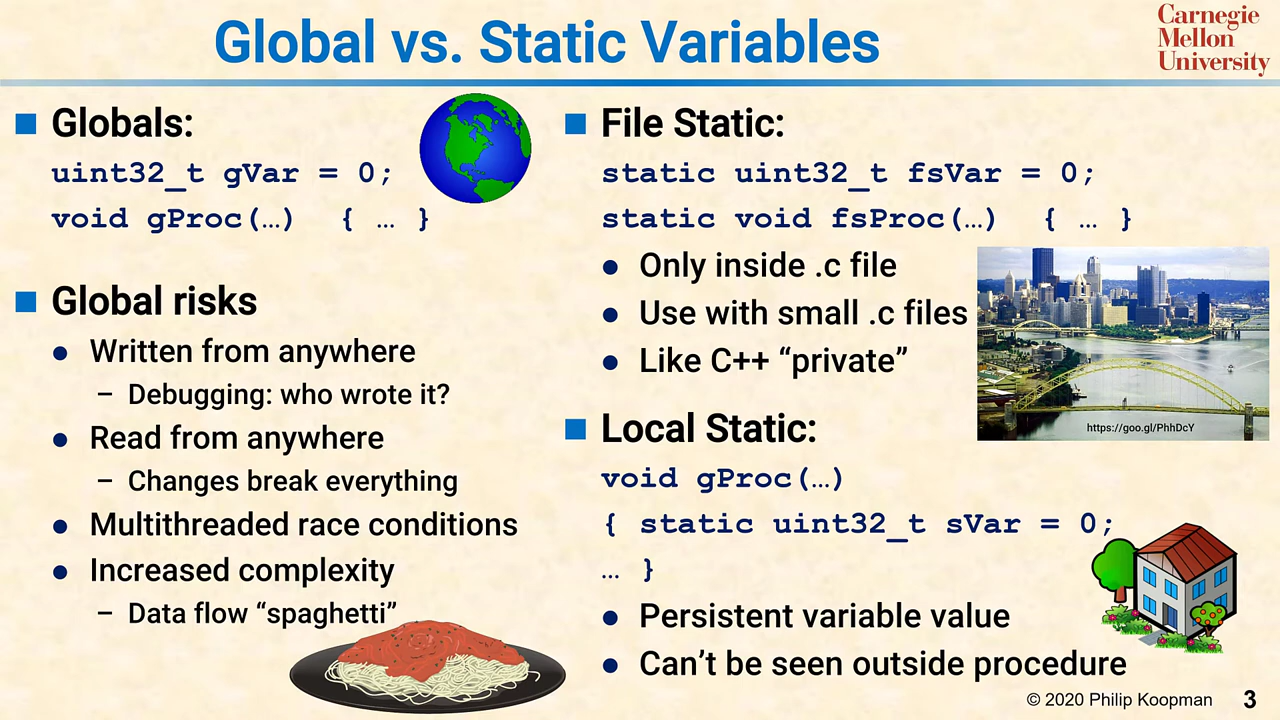 Global vs. Static Variables
Carnegie
Mellon
University
Globals:
uint32_t gVar = 0;
void gProc(…) { … }
Global risks
Written from anywhere
– Debugging: who wrote it?
Read from anywhere
– Changes break everything
Multithreaded race conditions
Increased complexity
– Data flow “spaghetti”
File Static:
static uint32_t fsVar = 0;
static void fsProc(…) { … }
Only inside .c file
Use with small .c files
Like C++ “private”
https://goo.gl/PhhDcY
Local Static:
void gProc(…)
{ static uint32_t sVar = 0;
… }
Persistent variable value
Can’t be seen outside procedure
© 2020 Philip Koopman 3